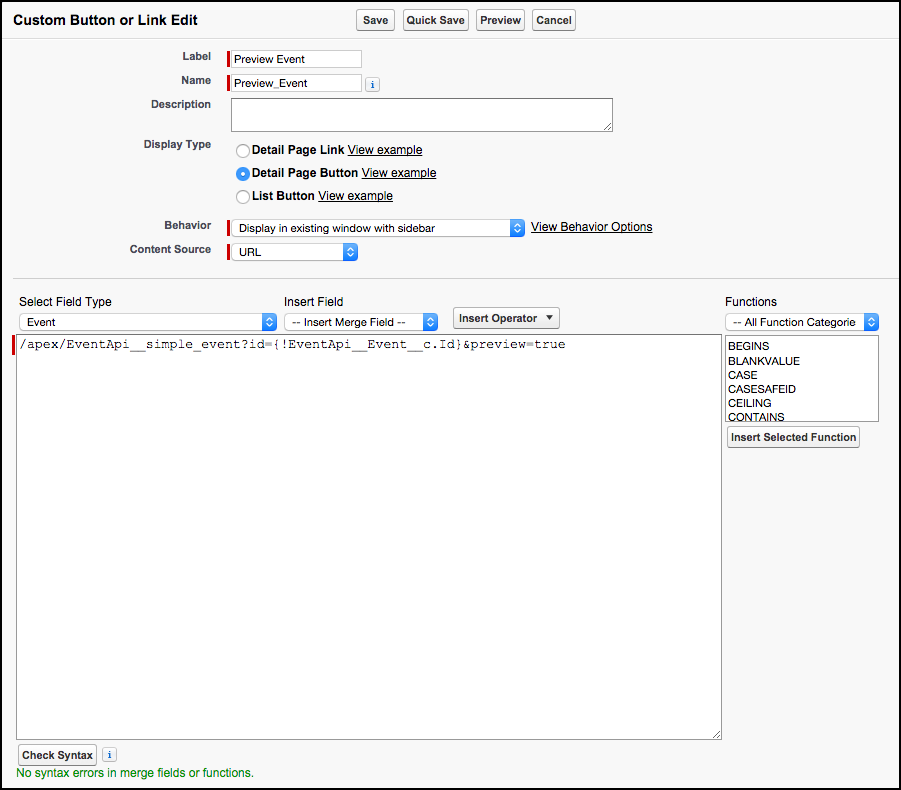 Custom Button or Link Edit
Save Quick Save Preview Cancel
Label Preview Event
Name Preview_Event i
Description
Display Type
Detail Page Link View example
Detail Page Button View example
List Button View example
Behavior Display in existing window with sidebar View Behavior Options
Content Source URL
Select Field Type Insert Field Functions
Event -- Insert Merge Field -- Insert Operator -- All Function Categorie
/apex/EventApi__simple_event?id={!EventApi__Event__c.Id}&preview=true
BEGINS
BLANKVALUE
CASE
CASESAFEID
CEILING
CONTAINS
Insert Selected Function
Check Syntax i
No syntax errors in merge fields or functions.